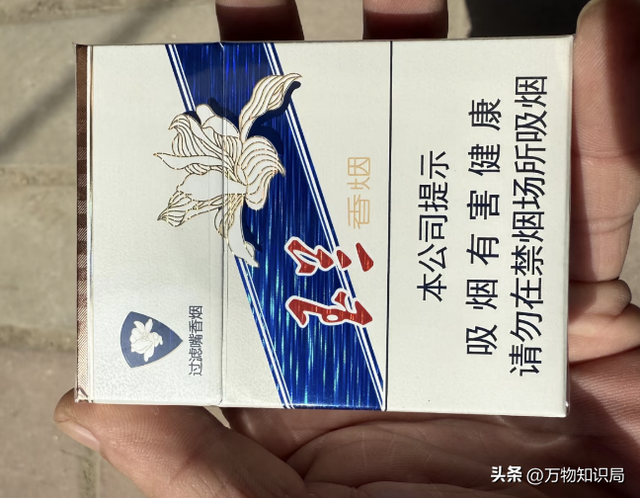 香烟
过滤嘴香烟
本公司提示
吸烟有害健康
请勿在禁烟场所吸烟
头条 @万物知识局